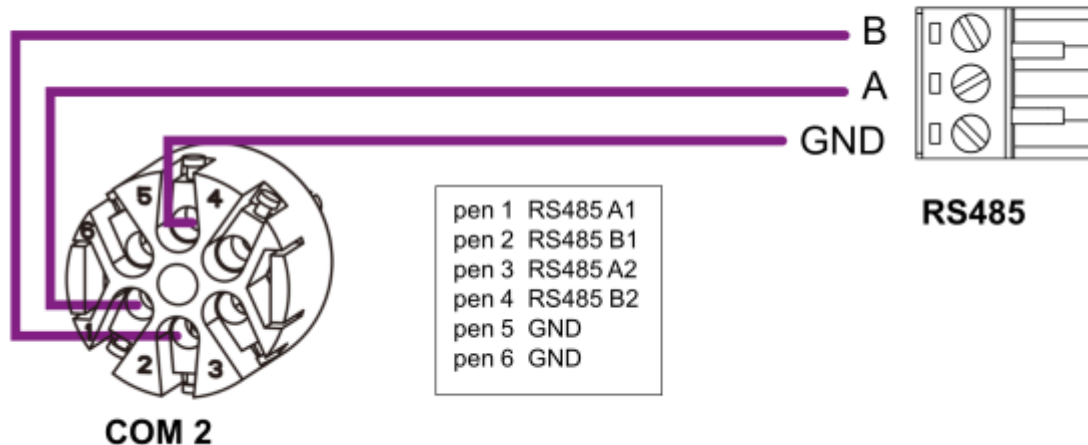 B
A
GND
RS485
5 4
6
1
2 3
pen 1 RS485 A1
pen 2 RS485 B1
pen 3 RS485 A2
pen 4 RS485 B2
pen 5 GND
pen 6 GND
COM 2